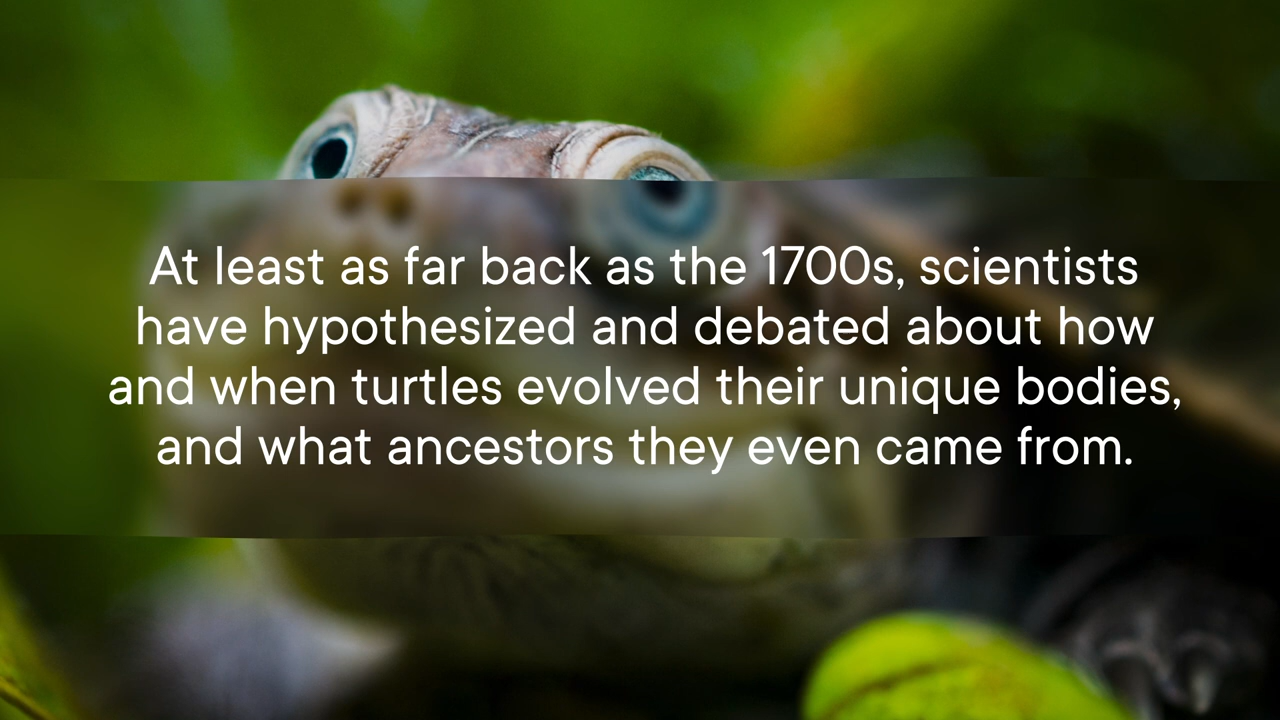 At least as far back as the 1700s, scientists
have hypothesized and debated about how
and when turtles evolved their unique bodies,
and what ancestors they even came from.